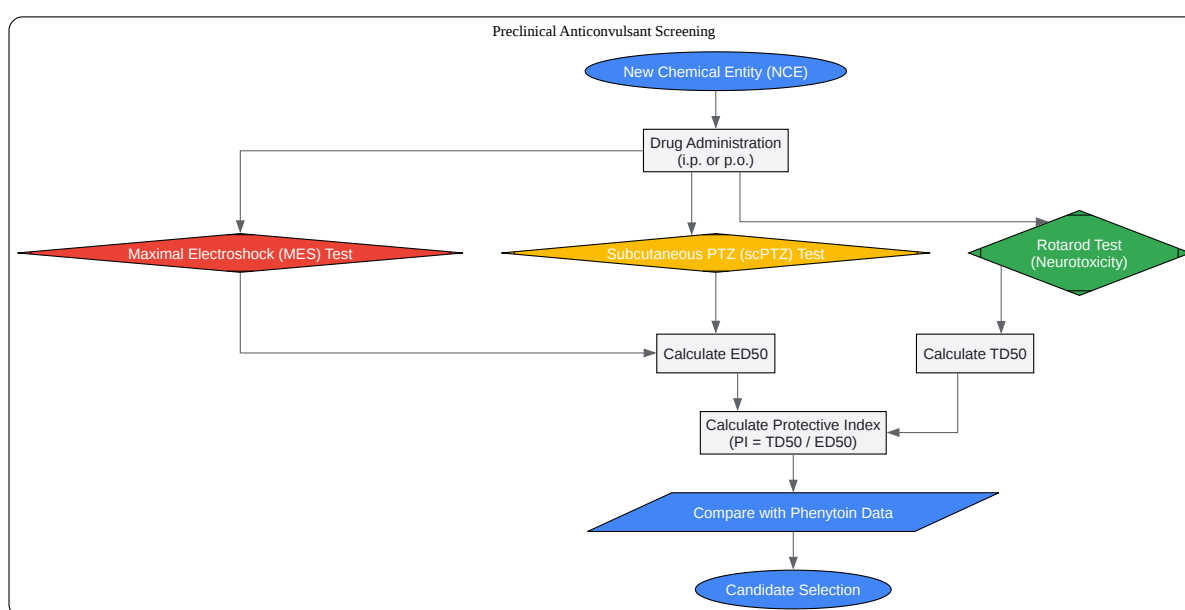 Preclinical Anticonvulsant Screening
New Chemical Entity (NCE)
Drug Administration
(i.p. or p.o.)
Maximal Electroshock (MES) Test
Subcutaneous PTZ (scPTZ) Test
Rotarod Test
(Neurotoxicity)
Calculate ED50
Calculate TD50
Calculate Protective Index
(PI = TD50 / ED50)
Compare with Phenytoin Data
Candidate Selection